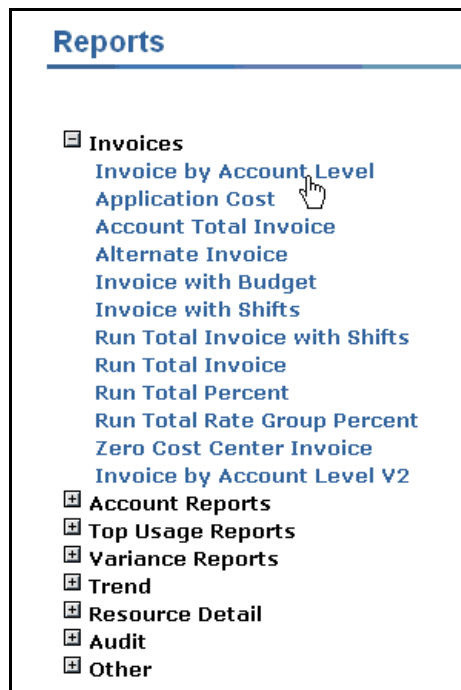 Reports
Invoices
Invoice by Account Level
Application Cost
Account Total Invoice
Alternate Invoice
Invoice with Budget
Invoice with Shifts
Run Total Invoice with Shifts
Run Total Invoice
Run Total Percent
Run Total Rate Group Percent
Zero Cost Center Invoice
Invoice by Account Level V2
Account Reports
Top Usage Reports
Variance Reports
Trend
Resource Detail
Audit
Other